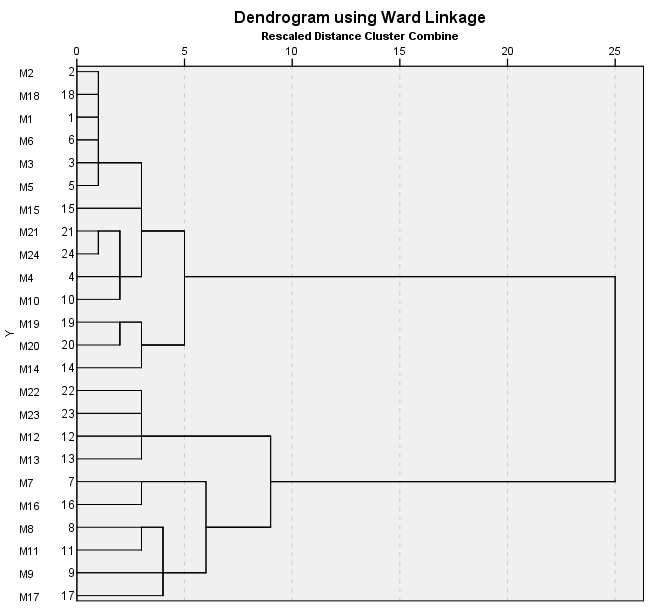 Dendrogram using Ward Linkage
Rescaled Distance Cluster Combine
0 5 10 15 20 25
M2 2
M18 18
M1 1
M6 6
M3 3
M5 5
M15 15
M21 21
M24 24
M4 4
M10 10
M19 19
Y
M20 20
M14 14
M22 22
M23 23
M12 12
M13 13
M7 7
M16 16
M8 8
M11 11
M9 9
M17 17